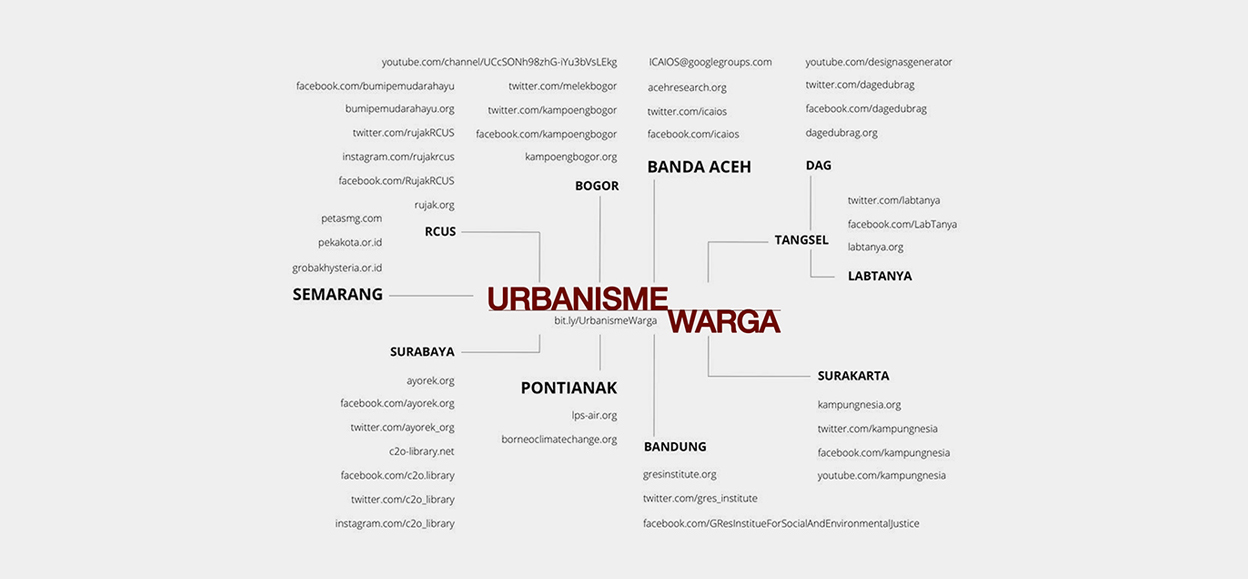 youtube.com/channel/UCcSONh98zhG-iYu3bVsLEkg
facebook.com/bumipemudarahayu
bumipemudarahayu.org
twitter.com/rujakRCUS
instagram.com/rujakrcus
facebook.com/RujakRCUS
rujak.org
RCUS
twitter.com/melekbogor
twitter.com/kampoengbogor
facebook.com/kampoengbogor
kampoengbogor.org
BOGOR
ICAIOS@googlegroups.com
acehresearch.org
twitter.com/icaios
facebook.com/icaios
BANDA ACEH
youtube.com/designasgenerator
twitter.com/dagedubrag
facebook.com/dagedubrag
dagedubrag.org
DAG
twitter.com/labtanya
facebook.com/LabTanya
labtanya.org
TANGSEL
LABTANYA
petasmg.com
pekakota.or.id
grobakhysteria.or.id
SEMARANG
URBANISME
bit.ly/UrbanismeWarga
WARGA
SURABAYA
ayorek.org
facebook.com/ayorek.org
twitter.com/ayorek_org
c2o-library.net
facebook.com/c2o.library
twitter.com/c2o_library
instagram.com/c2o_library
PONTIANAK
lps-air.org
borneoclimatechange.org
BANDUNG
gresinstitute.org
twitter.com/gres_institute
facebook.com/GResInstitueForSocialAndEnvironmentalJustice
SURAKARTA
kampungnesia.org
twitter.com/kampungnesia
facebook.com/kampungnesia
youtube.com/kampungnesia